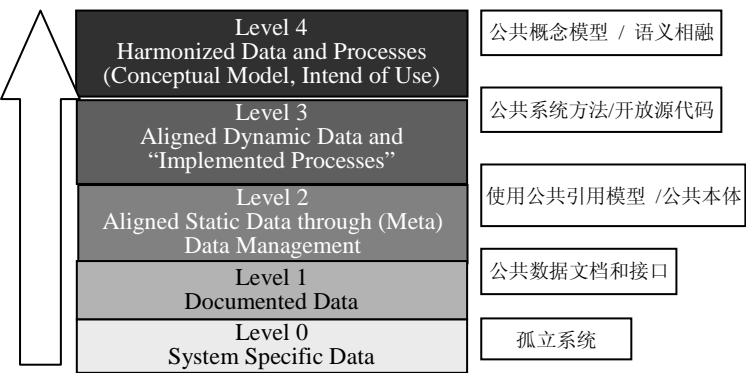 Level 4
Harmonized Data and Processes
(Conceptual Model, Intend of Use)
公共概念模型 / 语义相融
Level 3
Aligned Dynamic Data and
“Implemented Processes”
公共系统方法/开放源代码
Level 2
Aligned Static Data through (Meta)
Data Management
使用公共引用模型 /公共本体
Level 1
Documented Data
公共数据文档和接口
Level 0
System Specific Data
孤立系统